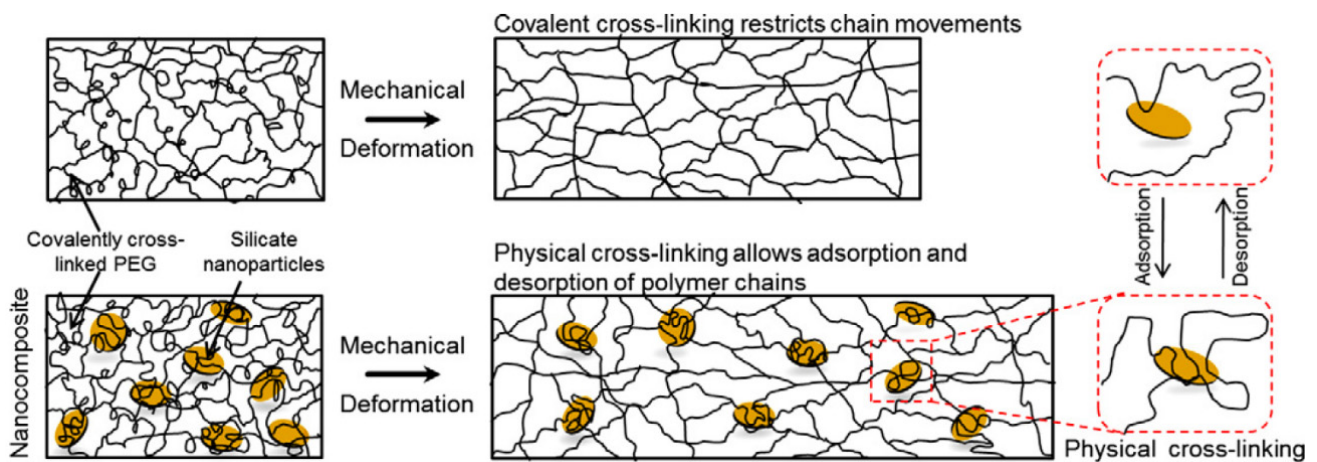 Covalent cross-linking restricts chain movements
Mechanical
Deformation
Covalently cross-
linked PEG
Silicate
nanoparticles
Physical cross-linking allows adsorption and
desorption of polymer chains
Adsorption
Desorption
Nanocomposite
Mechanical
Deformation
Physical cross-linking